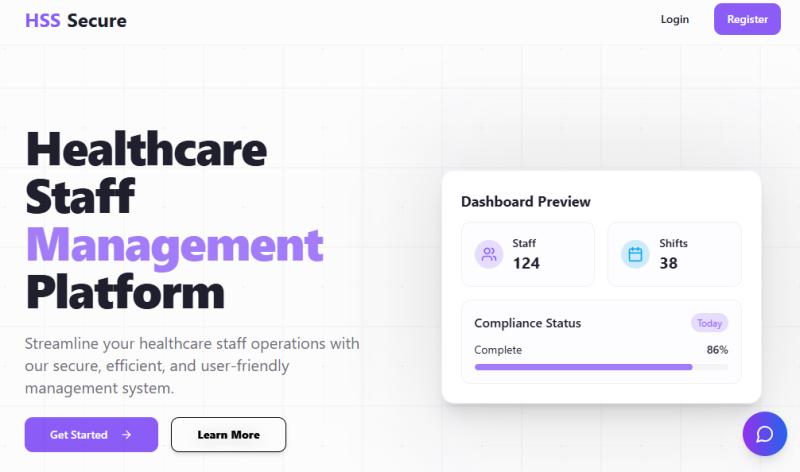 HSS Secure
Login
Register
Healthcare
Staff
Management
Platform
Streamline your healthcare staff operations with
our secure, efficient, and user-friendly
management system.
Get Started
Learn More
Dashboard Preview
Staff
124
Shifts
38
Compliance Status
Today
Complete
86%